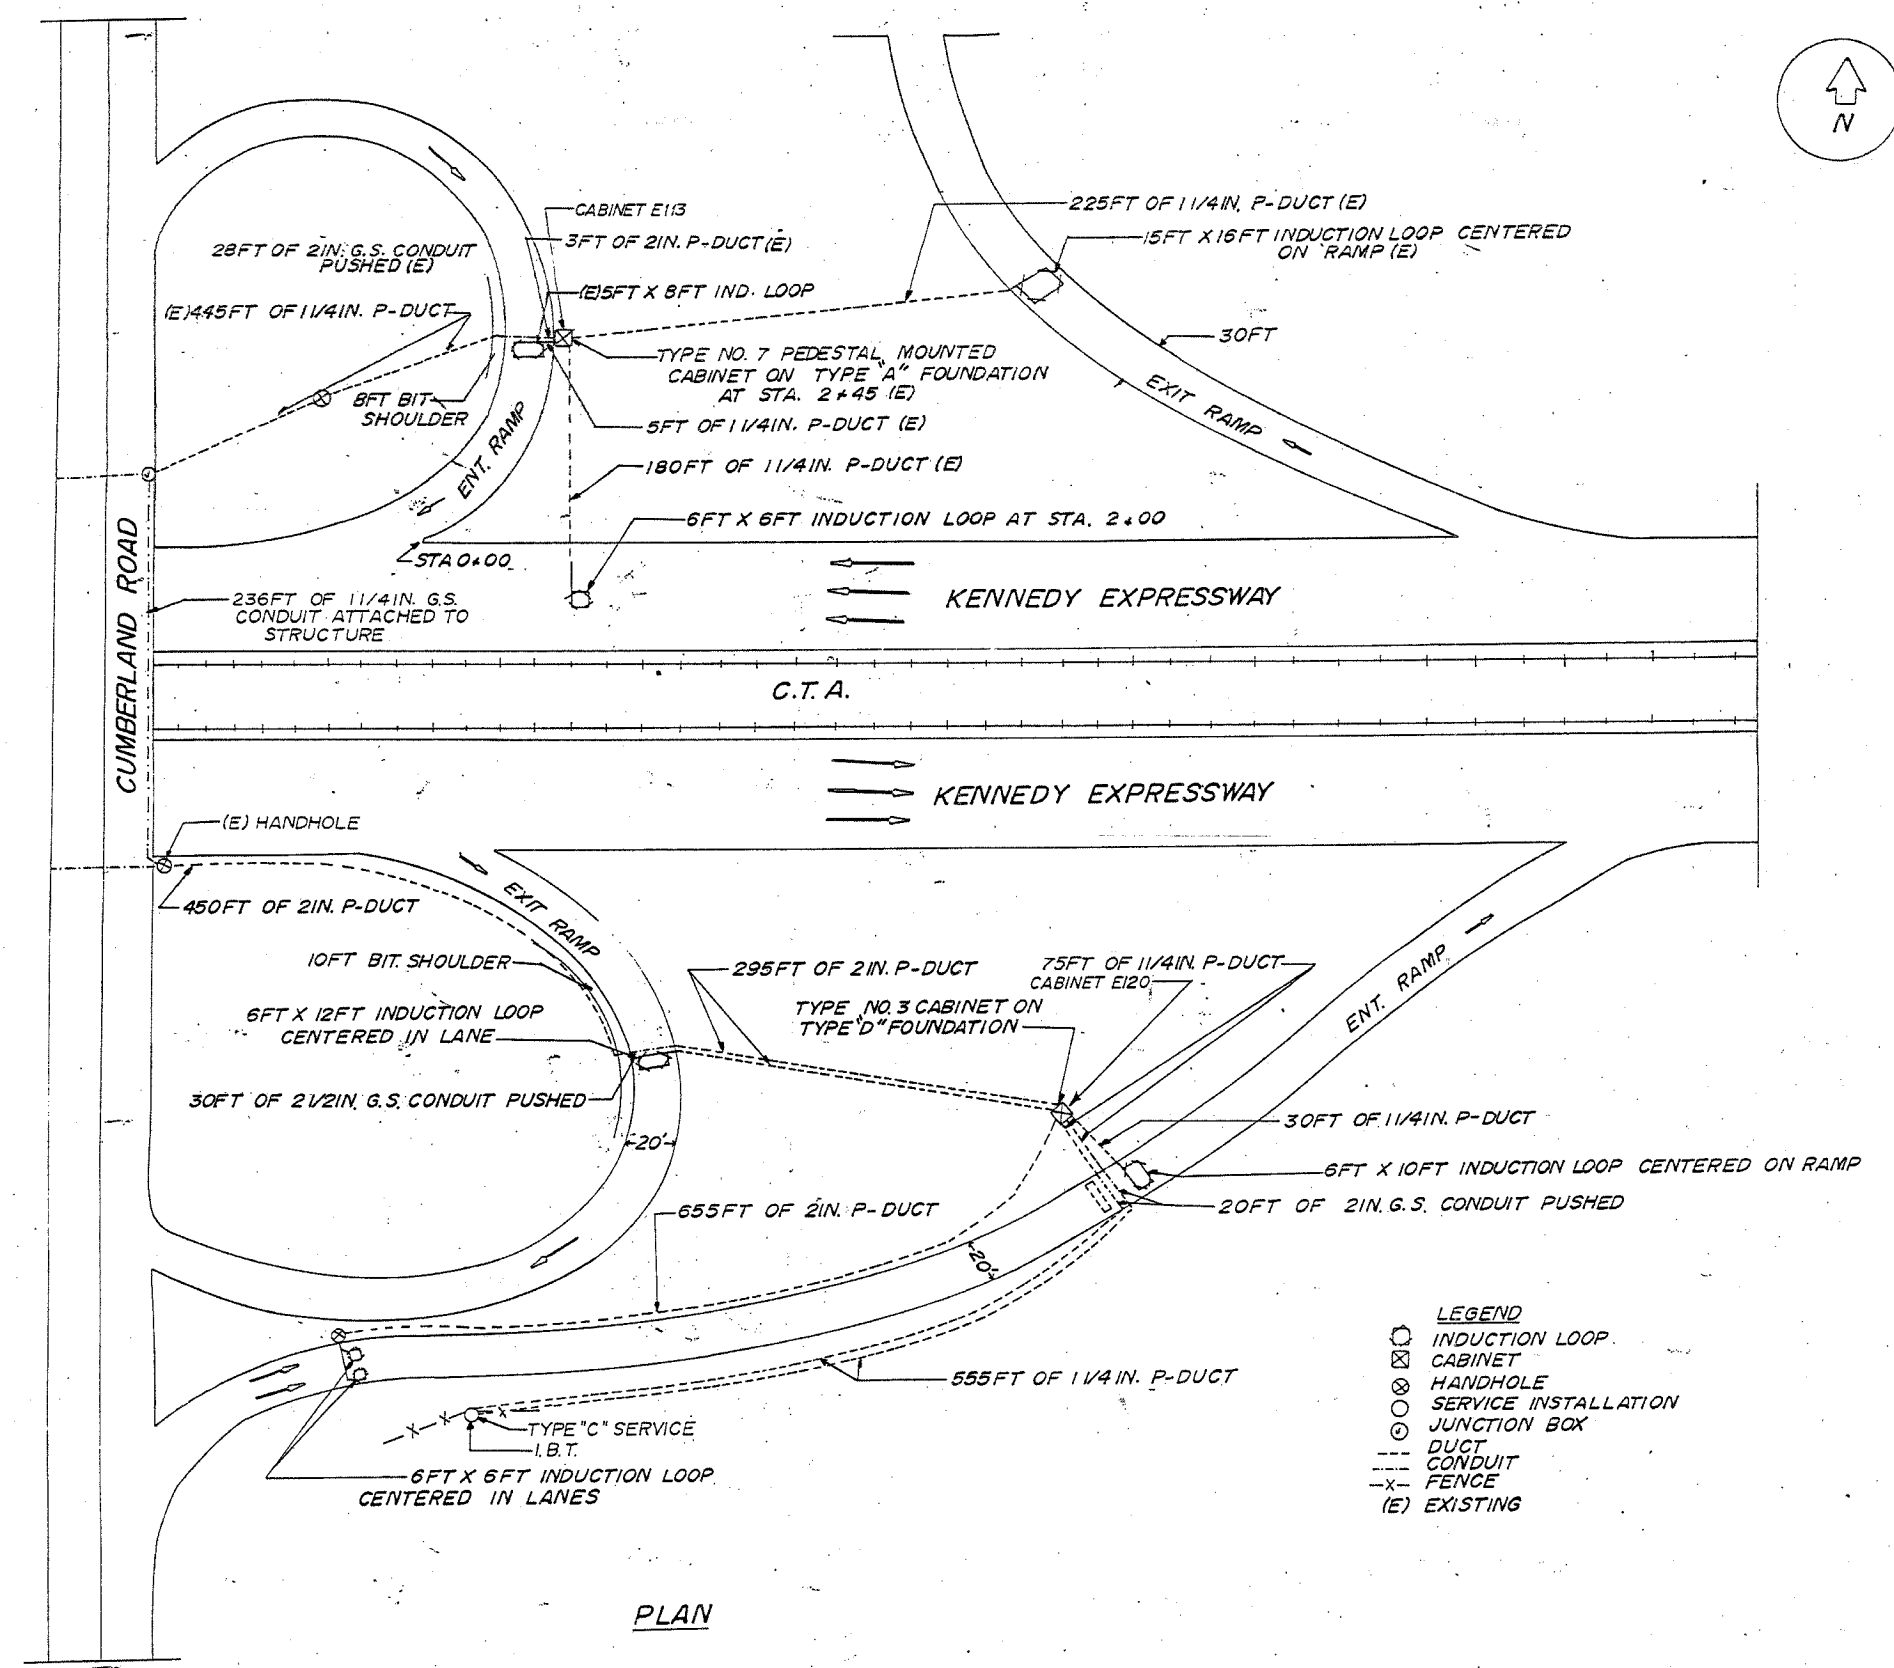 N
CABINET E113
3FT OF 2IN. P-DUCT (E)
28FT OF 2IN. G.S. CONDUIT
PUSHED (E)
(E) 5FT X 8FT IND. LOOP
(E) 445FT OF 1 1/4IN. P-DUCT
225FT OF 1 1/4IN. P-DUCT (E)
15FT X 16FT INDUCTION LOOP CENTERED
ON RAMP (E)
30FT
TYPE NO. 7 PEDESTAL MOUNTED
CABINET ON TYPE "A" FOUNDATION
AT STA. 2+45 (E)
8FT BIT.
SHOULDER
5FT OF 1 1/4IN. P-DUCT (E)
ENT. RAMP
EXIT RAMP
180FT OF 1 1/4IN. P-DUCT (E)
6FT X 6FT INDUCTION LOOP AT STA. 2+00
STA 0+00
CUMBERLAND ROAD
236FT OF 1 1/4IN. G.S.
CONDUIT ATTACHED TO
STRUCTURE
KENNEDY EXPRESSWAY
C.T.A.
KENNEDY EXPRESSWAY
(E) HANDHOLE
450FT OF 2IN. P-DUCT
EXIT RAMP
10FT BIT. SHOULDER
295FT OF 2IN. P-DUCT
75FT OF 1 1/4IN. P-DUCT
CABINET E120
6FT X 12FT INDUCTION LOOP
CENTERED IN LANE
TYPE NO. 3 CABINET ON
TYPE "D" FOUNDATION
ENT. RAMP
30FT OF 2 1/2IN. G.S. CONDUIT PUSHED
20'
30FT OF 1 1/4IN. P-DUCT
6FT X 10FT INDUCTION LOOP CENTERED ON RAMP
20FT OF 2IN. G.S. CONDUIT PUSHED
655FT OF 2IN. P-DUCT
20'
555FT OF 1 1/4IN. P-DUCT
TYPE "C" SERVICE
I.B.T.
6FT X 6FT INDUCTION LOOP
CENTERED IN LANES
LEGEND
INDUCTION LOOP
CABINET
HANDHOLE
SERVICE INSTALLATION
JUNCTION BOX
DUCT
CONDUIT
-X- FENCE
(E) EXISTING
PLAN